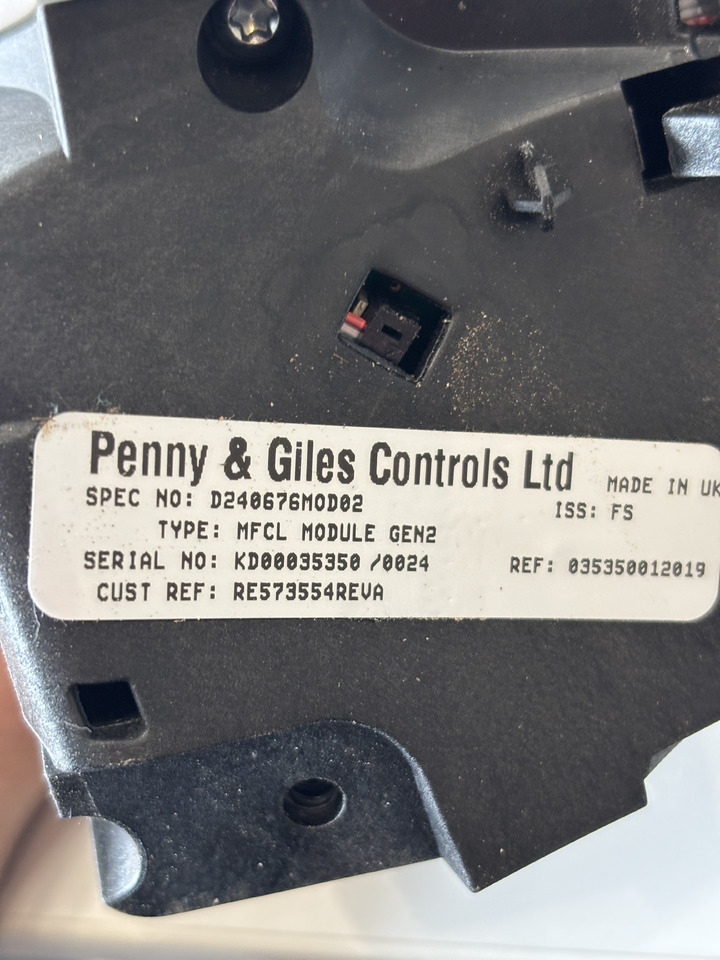 Penny & Giles Controls Ltd MADE IN UK
SPEC NO: D240676MOD02 ISS: FS
TYPE: MFCL MODULE GEN2
SERIAL NO: KD00035350 /0024 REF: 035350012019
CUST REF: RE573554REVA